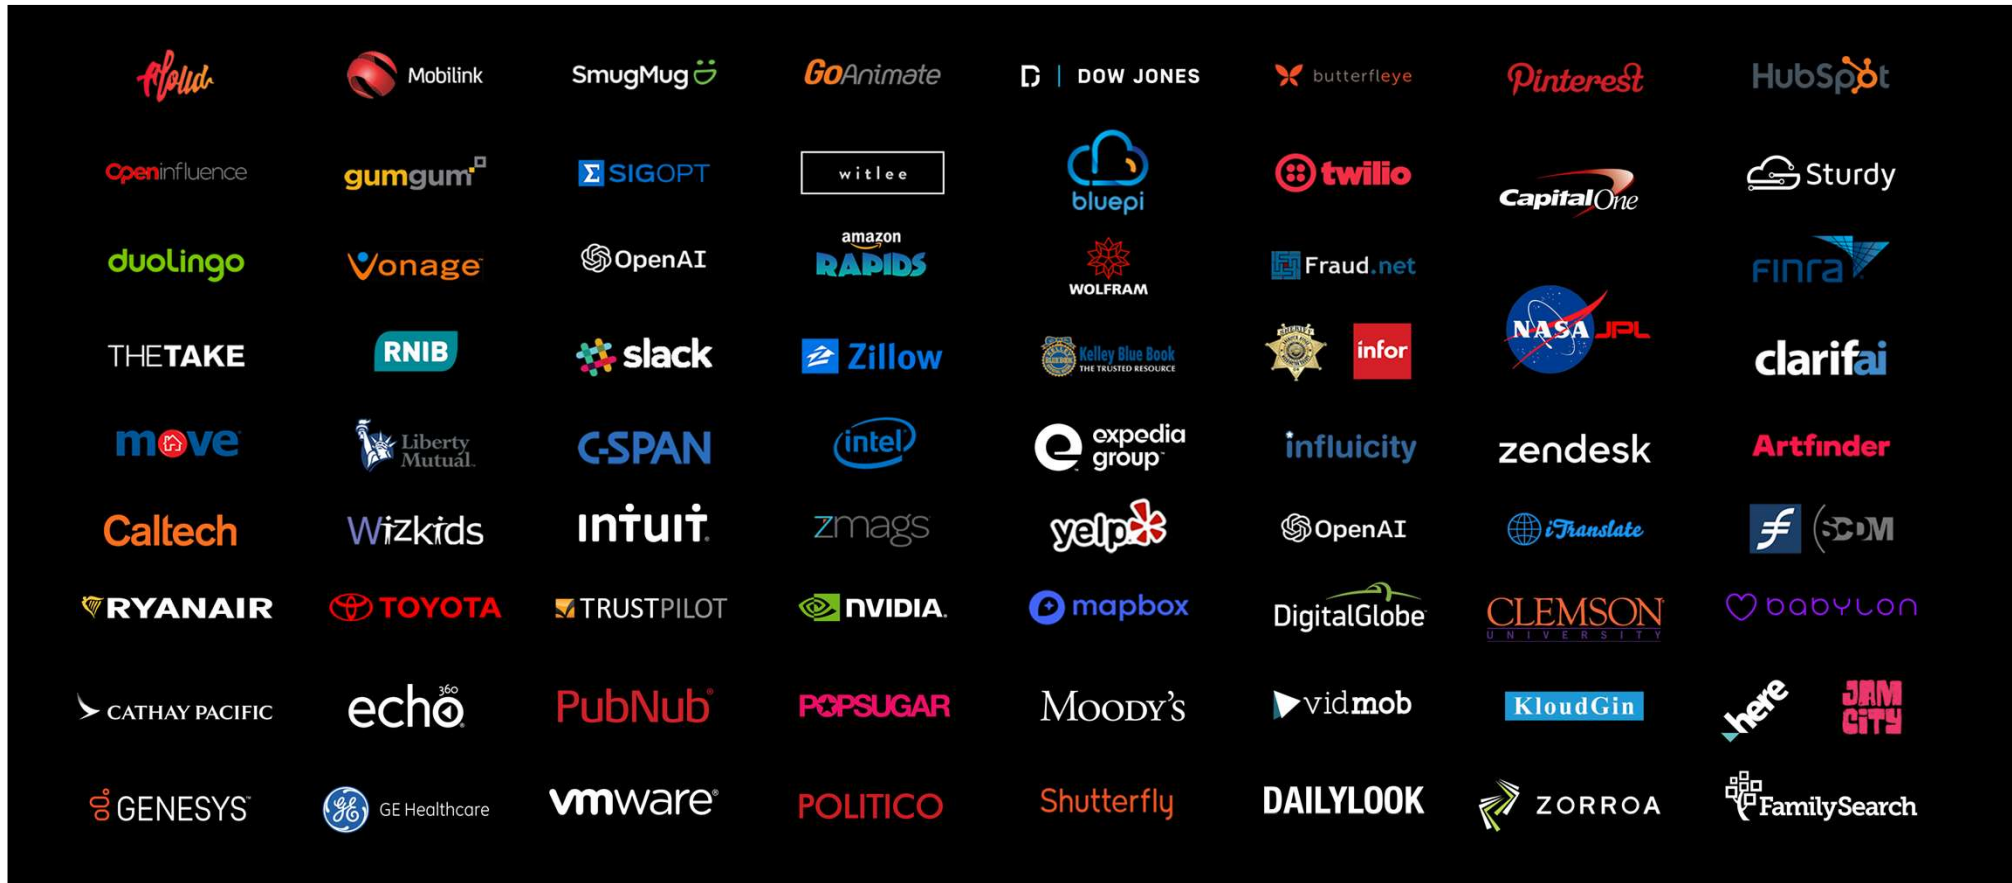 Mobilink
SmugMug
GoAnimate
D | DOW JONES
butterfleye
Pinterest
HubSpot
Openinfluence
gumgum
Σ SIGOPT
witlee
bluepi
twilio
CapitalOne
Sturdy
duolingo
Vonage
OpenAI
amazon
RAPIDS
WOLFRAM
Fraud.net
NASA JPL
FINRA
THETAKE
RNIB
slack
Zillow
Kelley Blue Book
THE TRUSTED RESOURCE
SHERIFF
infor
clarifai
move
Liberty
Mutual
C-SPAN
intel
e expedia
group
influicity
zendesk
Artfinder
Caltech
Wizkids
intuit
zmags
yelp
OpenAI
iTranslate
SCDM
RYANAIR
TOYOTA
TRUSTPILOT
NVIDIA
mapbox
DigitalGlobe
CLEMSON
UNIVERSITY
babylon
CATHAY PACIFIC
echo 360
PubNub
POPSUGAR
MOODY'S
vidmob
KloudGin
here
JAM
CITY
GENESYS
GE GE Healthcare
vmware
POLITICO
Shutterfly
DAILYLOOK
ZORROA
FamilySearch